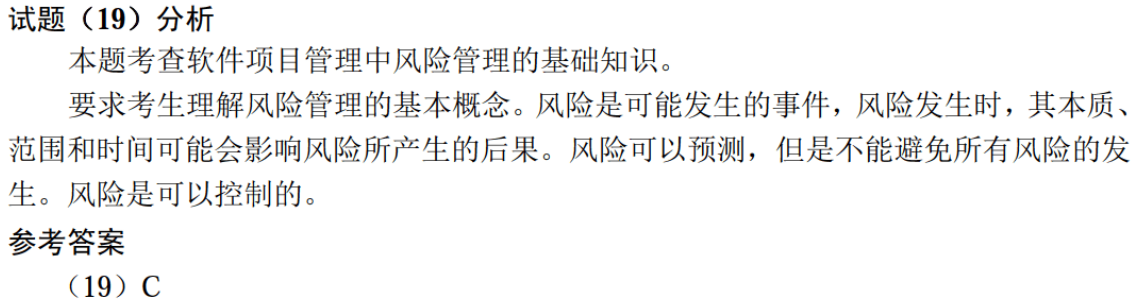 试题（19）分析
本题考查软件项目管理中风险管理的基础知识。
要求考生理解风险管理的基本概念。风险是可能发生的事件，风险发生时，其本质、
范围和时间可能会影响风险所产生的后果。风险可以预测，但是不能避免所有风险的发
生。风险是可以控制的。
参考答案
（19）C